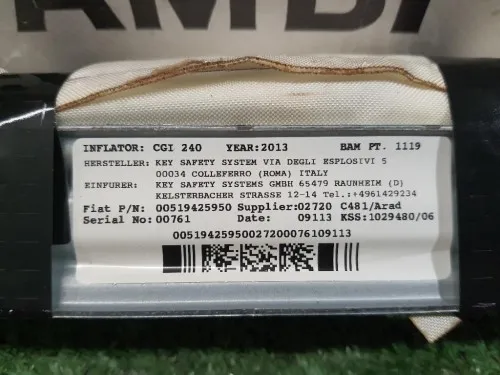 INFLATOR: CGI 240 YEAR:2013 BAM PT. 1119
HERSTELLER: KEY SAFETY SYSTEM VIA DEGLI ESPLOSIVI 5
00034 COLLEFERRO (ROMA) ITALY
EINFURER: KEY SAFETY SYSTEMS GMBH 65479 RAUNHEIM (D)
KELSTERBACHER STRASSE 12-14 Tel.:+4961429234
Fiat P/N: 00519425950 Supplier:02720 C481/Arad
Serial No: 00761 Date: 09113 KSS:1029480/06
00519425950027200076109113